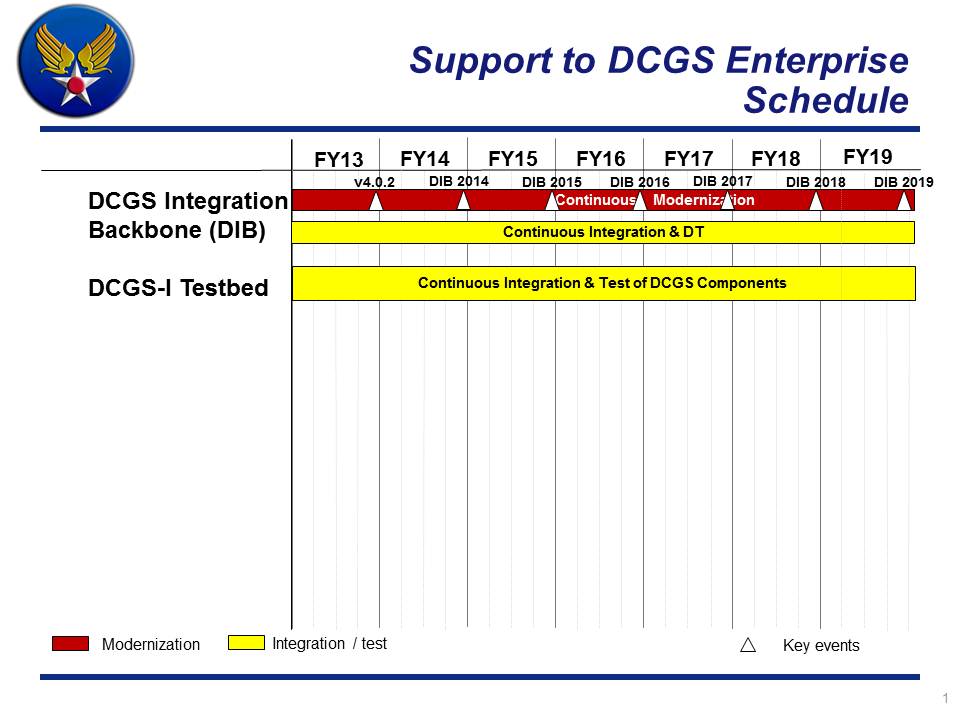 Support to DCGS Enterprise
Schedule
FY13 FY14 FY15 FY16 FY17 FY18 FY19
v4.0.2 DIB 2014 DIB 2015 DIB 2016 DIB 2017 DIB 2018 DIB 2019
DCGS Integration
Backbone (DIB)
Continuous Modernization
Continuous Integration & DT
DCGS-I Testbed
Continuous Integration & Test of DCGS Components
Modernization
Integration / test
Key events
1